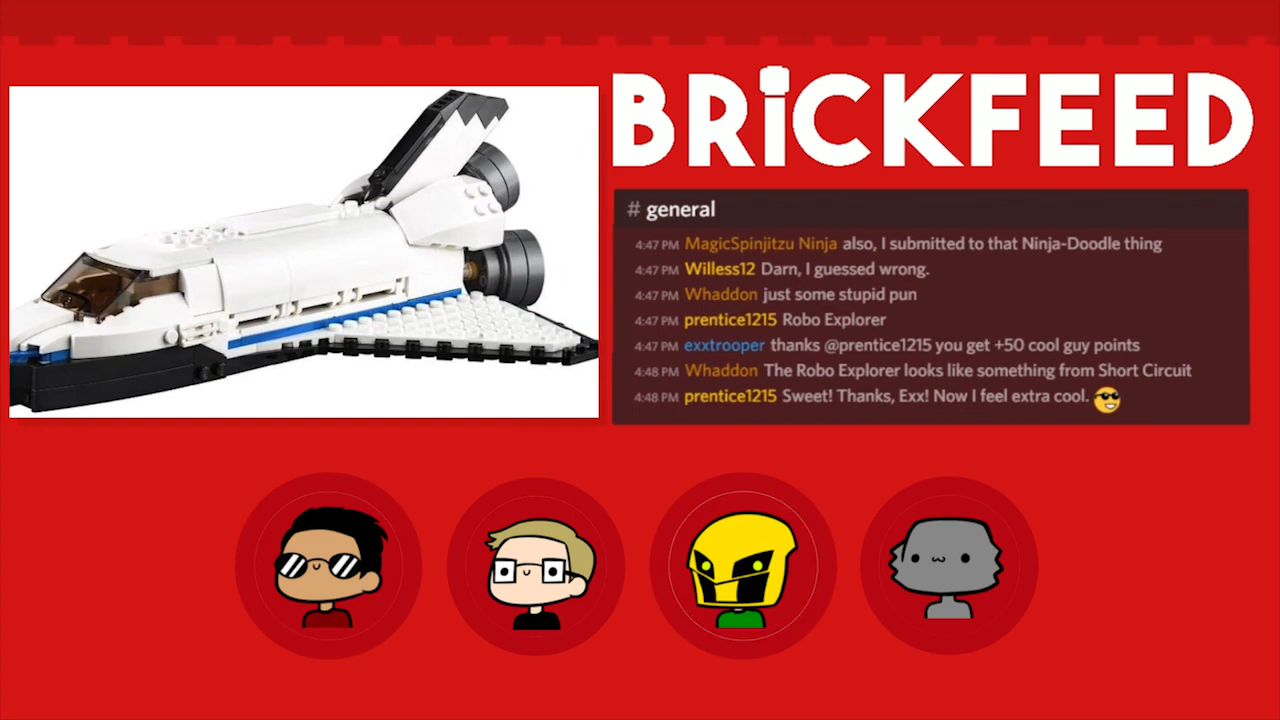 BRiCKFEED
# general
4:47 PM MagicSpinjitzu Ninja also, I submitted to that Ninja-Doodle thing
4:47 PM Willess12 Darn, I guessed wrong.
4:47 PM Whaddon just some stupid pun
4:47 PM prentice1215 Robo Explorer
4:47 PM exxtrooper thanks @prentice1215 you get +50 cool guy points
4:48 PM Whaddon The Robo Explorer looks like something from Short Circuit
4:48 PM prentice1215 Sweet! Thanks, Exx! Now I feel extra cool. 😎